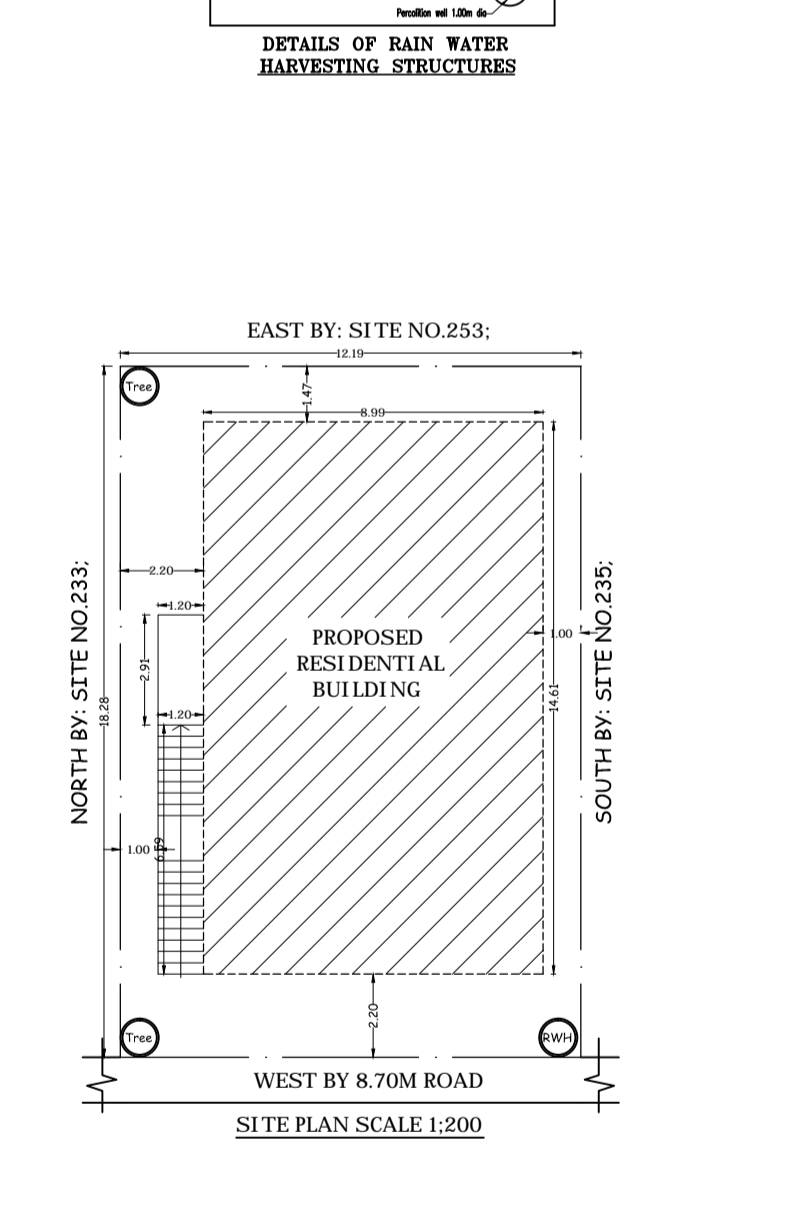 Percolition well 1.00m dia
DETAILS OF RAIN WATER
HARVESTING STRUCTURES
EAST BY: SITE NO.253;
12.19
Tree
1.47
8.99
2.20
1.20
2.91
1.20
PROPOSED
RESIDENTIAL
BUILDING
1.00
14.61
NORTH BY: SITE NO.233;
18.28
SOUTH BY: SITE NO.235;
1.00
6.59
2.20
Tree
RWH
WEST BY 8.70M ROAD
SITE PLAN SCALE 1;200